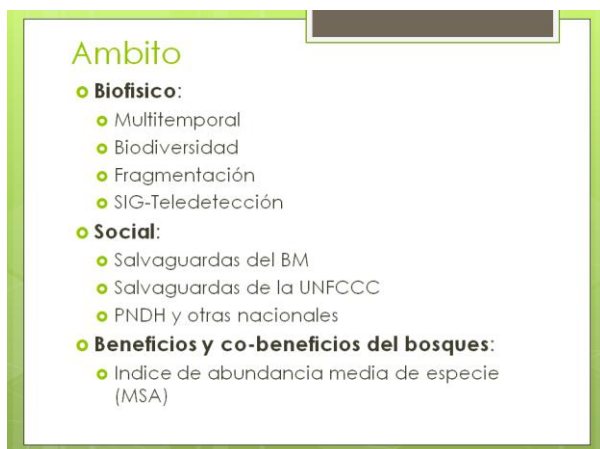 Ambito
Biofisico:
Multitemporal
Biodiversidad
Fragmentación
SIG-Teledetección
Social:
Salvaguardas del BM
Salvaguardas de la UNFCCC
PNDH y otras nacionales
Beneficios y co-beneficios del bosques:
Indice de abundancia media de especie
(MSA)